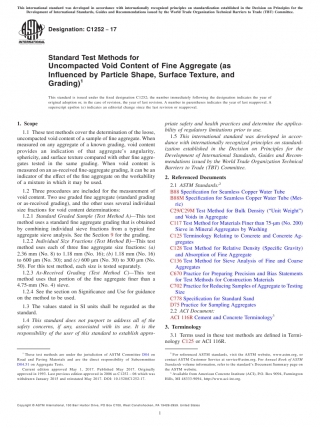 This international standard was developed in accordance with internationally recognized principles on standardization established in the Decision on Principles for the
Development of International Standards, Guides and Recommendations issued by the World Trade Organization Technical Barriers to Trade (TBT) Committee.
Designation: C1252 − 17
Standard Test Methods for
Uncompacted Void Content of Fine Aggregate (as
Influenced by Particle Shape, Surface Texture, and
Grading)1
This standard is issued under the fixed designation C1252; the number immediately following the designation indicates the year of
original adoption or, in the case of revision, the year of last revision. A number in parentheses indicates the year of last reapproval. A
superscript epsilon (ε) indicates an editorial change since the last revision or reapproval.
1. Scope
1.1 These test methods cover the determination of the loose,
uncompacted void content of a sample of fine aggregate. When
measured on any aggregate of a known grading, void content
provides an indication of that aggregate's angularity,
sphericity, and surface texture compared with other fine aggre-
gates tested in the same grading. When void content is
measured on an as-received fine-aggregate grading, it can be an
indicator of the effect of the fine aggregate on the workability
of a mixture in which it may be used.
1.2 Three procedures are included for the measurement of
void content. Two use graded fine aggregate (standard grading
or as-received grading), and the other uses several individual
size fractions for void content determinations:
1.2.1 Standard Graded Sample (Test Method A)—This test
method uses a standard fine aggregate grading that is obtained
by combining individual sieve fractions from a typical fine
aggregate sieve analysis. See the Section 9 for the grading.
1.2.2 Individual Size Fractions (Test Method B)—This test
method uses each of three fine aggregate size fractions: (a)
2.36 mm (No. 8) to 1.18 mm (No. 16); (b) 1.18 mm (No. 16)
to 600 µm (No. 30); and (c) 600 µm (No. 30) to 300 µm (No.
50). For this test method, each size is tested separately.
1.2.3 As-Received Grading (Test Method C)—This test
method uses that portion of the fine aggregate finer than a
4.75-mm (No. 4) sieve.
1.2.4 See the section on Significance and Use for guidance
on the method to be used.
1.3 The values stated in SI units shall be regarded as the
standard.
1.4 This standard does not purport to address all of the
safety concerns, if any, associated with its use. It is the
responsibility of the user of this standard to establish appro-
priate safety and health practices and determine the applica-
bility of regulatory limitations prior to use.
1.5 This international standard was developed in accor-
dance with internationally recognized principles on standard-
ization established in the Decision on Principles for the
Development of International Standards, Guides and Recom-
mendations issued by the World Trade Organization Technical
Barriers to Trade (TBT) Committee.
2. Referenced Documents
2.1 ASTM Standards:2
B88 Specification for Seamless Copper Water Tube
B88M Specification for Seamless Copper Water Tube (Met-
ric)
C29/C29M Test Method for Bulk Density ("Unit Weight")
and Voids in Aggregate
C117 Test Method for Materials Finer than 75-µm (No. 200)
Sieve in Mineral Aggregates by Washing
C125 Terminology Relating to Concrete and Concrete Ag-
gregates
C128 Test Method for Relative Density (Specific Gravity)
and Absorption of Fine Aggregate
C136 Test Method for Sieve Analysis of Fine and Coarse
Aggregates
C670 Practice for Preparing Precision and Bias Statements
for Test Methods for Construction Materials
C702 Practice for Reducing Samples of Aggregate to Testing
Size
C778 Specification for Standard Sand
D75 Practice for Sampling Aggregates
2.2 ACI Document:
ACI 116R Cement and Concrete Terminology3
3. Terminology
3.1 Terms used in these test methods are defined in Termi-
nology C125 or ACI 116R.
1 These test methods are under the jurisdiction of ASTM Committee D04 on
Road and Paving Materials and are the direct responsibility of Subcommittee
D04.51 on Aggregate Tests.
Current edition approved May 1, 2017. Published May 2017. Originally
approved in 1993. Last previous edition approved in 2006 as C1252 – 06 which was
withdrawn January 2015 and reinstated May 2017. DOI: 10.1520/C1252-17.
2 For referenced ASTM standards, visit the ASTM website, www.astm.org, or
contact ASTM Customer Service at service@astm.org. For Annual Book of ASTM
Standards volume information, refer to the standard's Document Summary page on
the ASTM website.
3 Available from American Concrete Institute (ACI), P.O. Box 9094, Farmington
Hills, MI 48333-9094, http://www.aci-int.org.
Copyright © ASTM International, 100 Barr Harbor Drive, PO Box C700, West Conshohocken, PA 19428-2959. United States
1